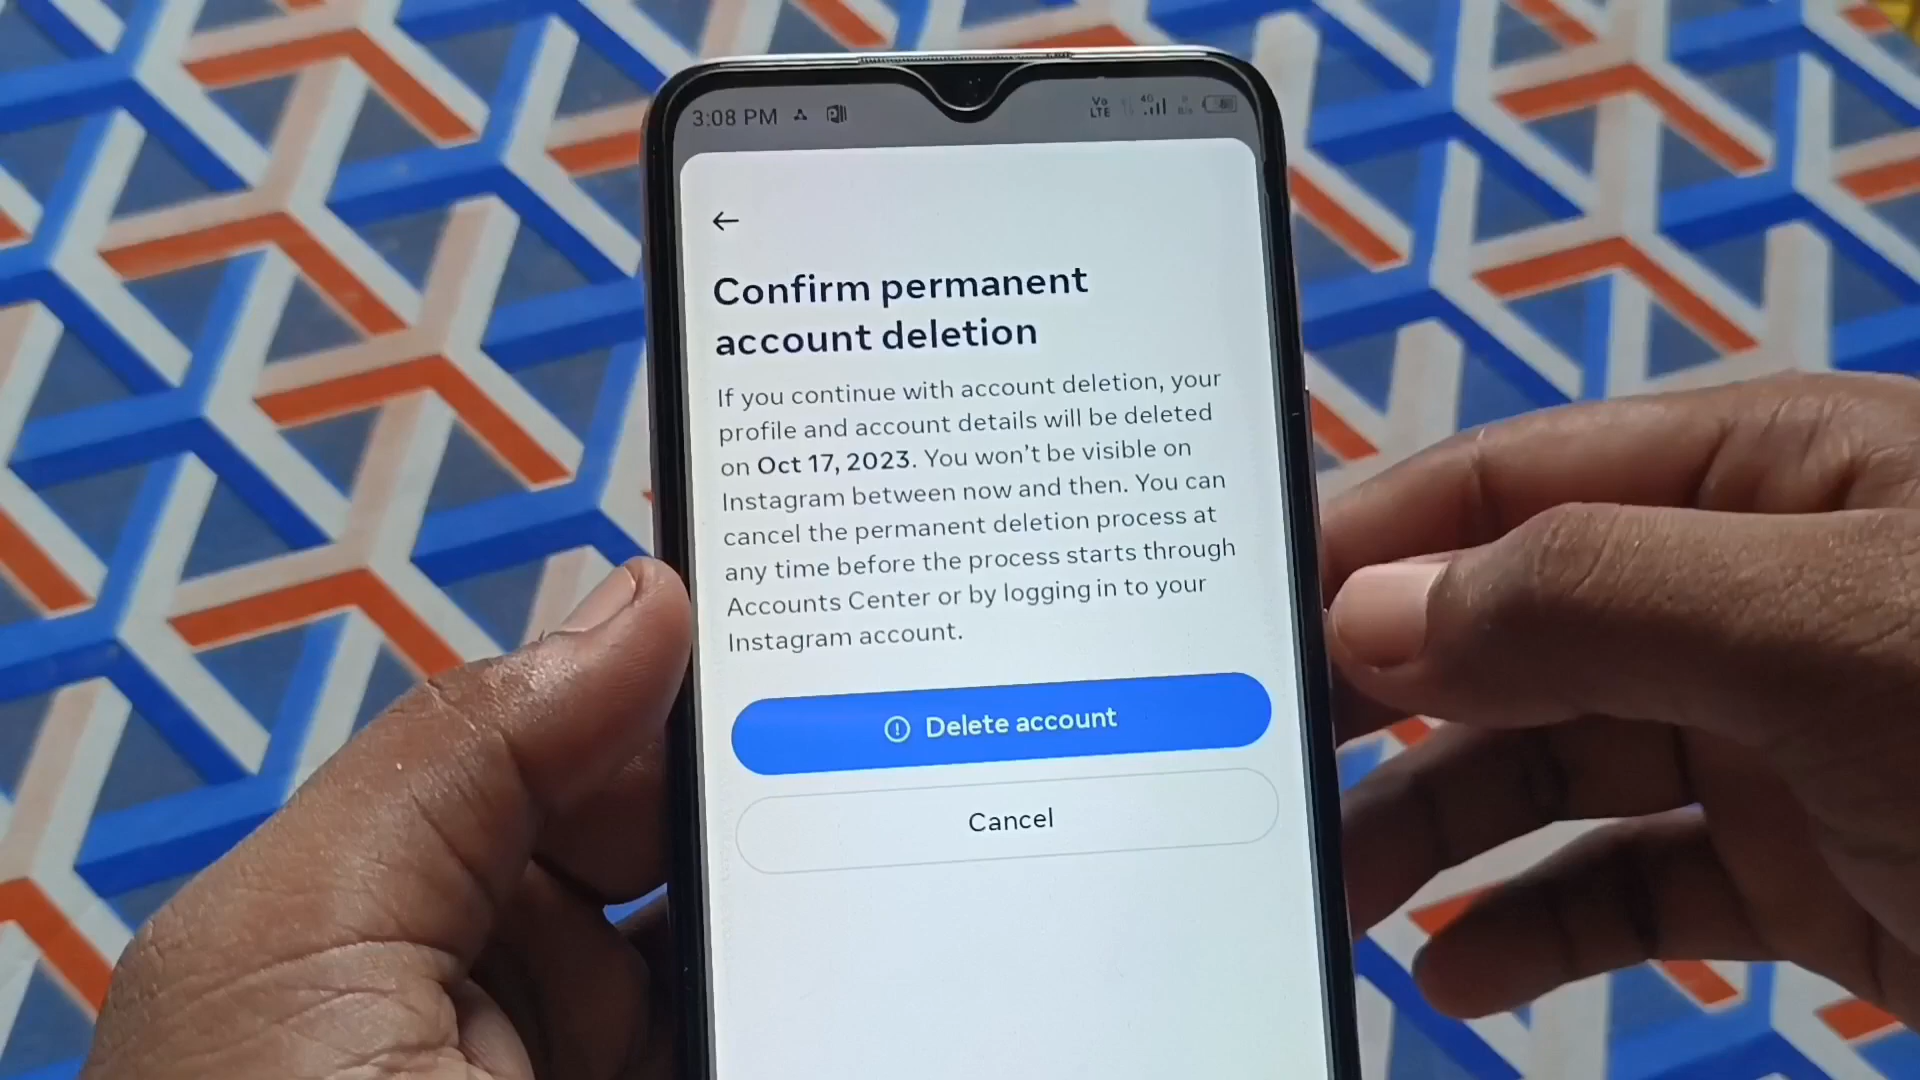 3:08 PM
Vo
LTE
4G
Confirm permanent
account deletion
If you continue with account deletion, your
profile and account details will be deleted
on Oct 17, 2023. You won't be visible on
Instagram between now and then. You can
cancel the permanent deletion process at
any time before the process starts through
Accounts Center or by logging in to your
Instagram account.
Delete account
Cancel